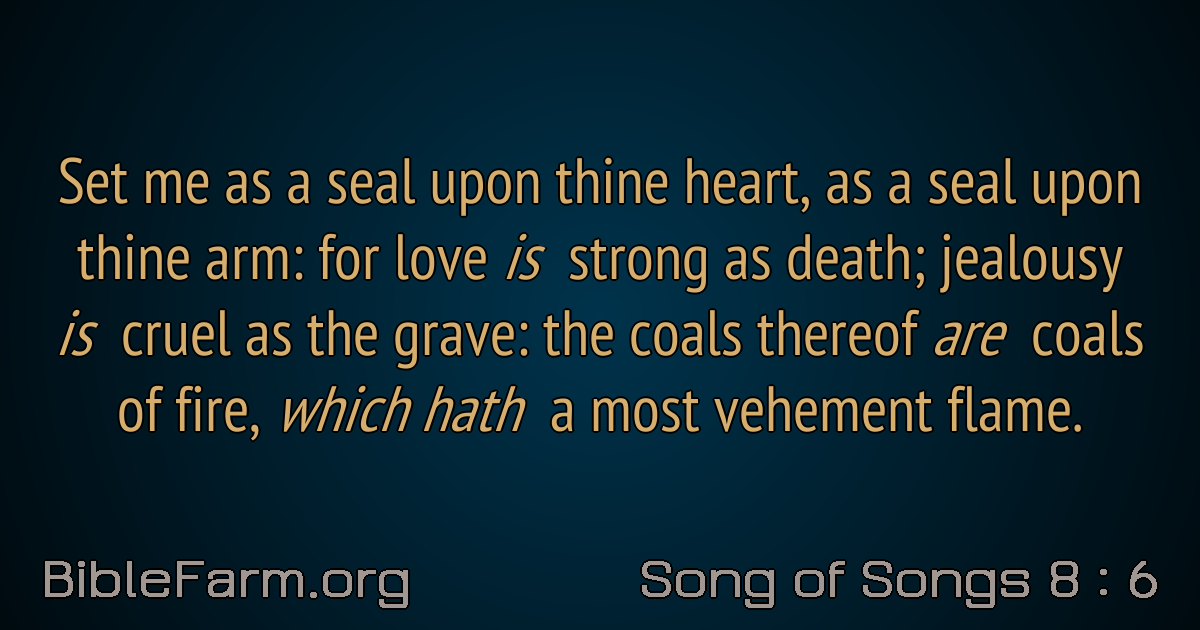 Set me as a seal upon thine heart, as a seal upon
thine arm: for love is strong as death; jealousy
is cruel as the grave: the coals thereof are coals
of fire, which hath a most vehement flame.
BibleFarm.org
Song of Songs 8 : 6